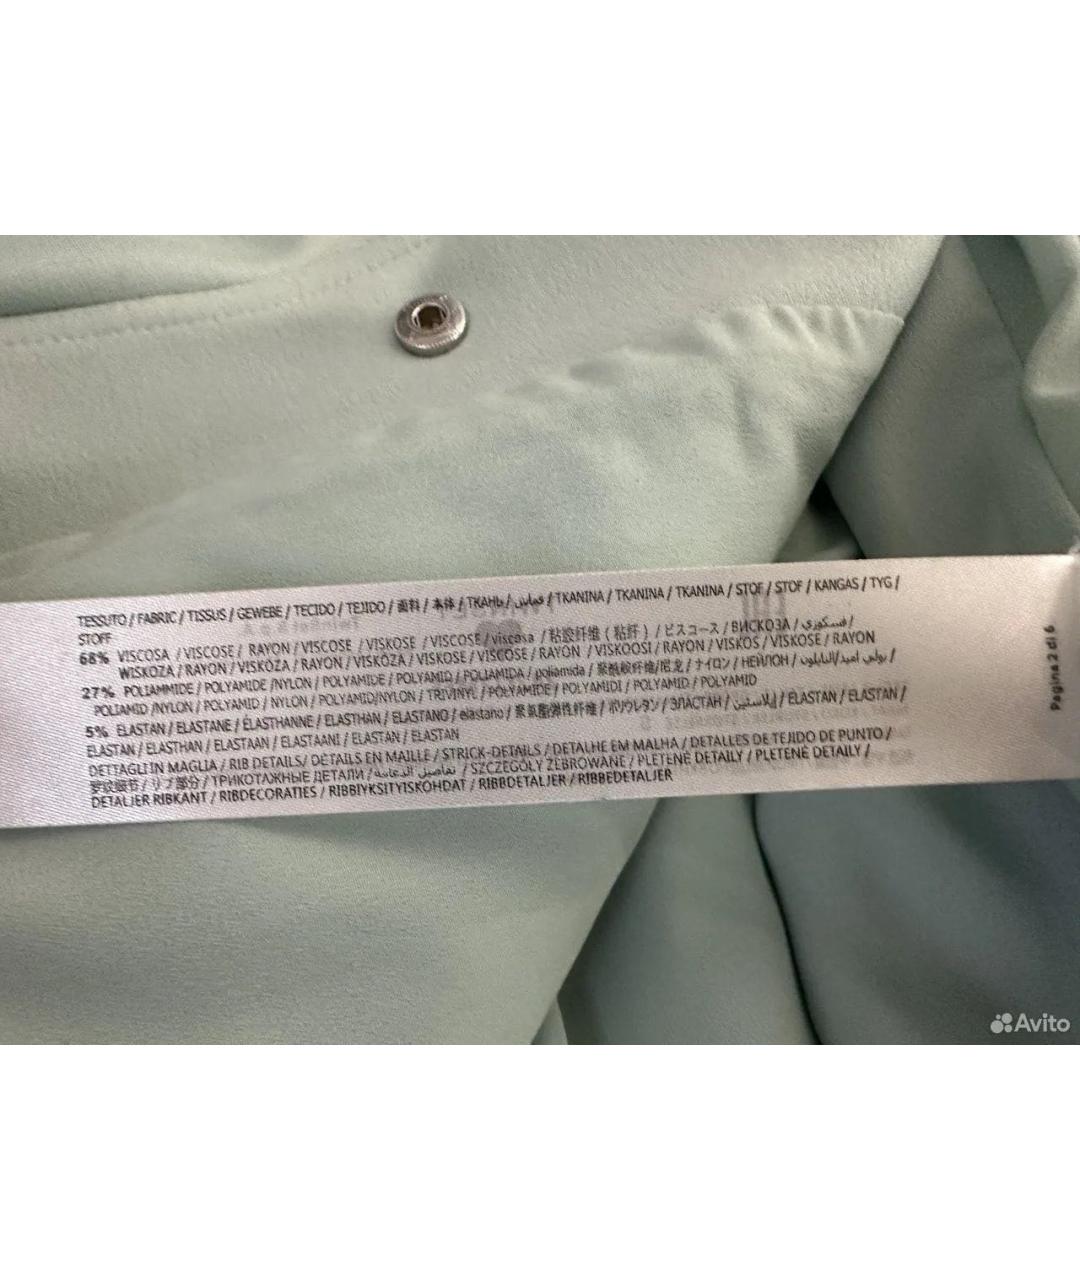 TESSUTO / FABRIC / TISSUS / GEWEBE / TECIDO / TEJIDO / 面料 / 本体 / ТКАНЬ / قماش / TKANINA / TKANINA / TKANINA / STOF / STOF / KANGAS / TYG /
STOFF
68% VISCOSA / VISCOSE / RAYON / VISCOSE / VISKOSE / VISCOSE / viscosa / 粘胶纤维 ( 粘纤 ) / ビスコース / ВИСКОЗА / فسكوزي /
WISKOZA / RAYON / VISKÓZA / RAYON / VISKÓZA / VISKOSE / VISCOSE / RAYON / VISKOOSI / RAYON / VISKOS / VISKOSE / RAYON
27% POLIAMMIDE / POLYAMIDE /NYLON / POLYAMIDE / POLYAMID / POLIAMIDA / poliamida / 聚酰胺纤维/尼龙 / ナイロン / НЕЙЛОН / بولي اميد/النايلون /
POLIAMID /NYLON / POLYAMID / NYLON / POLYAMID/NYLON / TRIVINYL / POLYAMIDE / POLYAMIDI / POLYAMID / POLYAMID
5% ELASTAN / ELASTANE / ÉLASTHANNE / ELASTHAN / ELASTANO / elastano / 聚氨酯弹性纤维 / ポリウレタン / ЭЛАСТАН / إيلاستين / ELASTAN / ELASTAN /
ELASTAN / ELASTHAN / ELASTAAN / ELASTAANI / ELASTAN / ELASTAN
DETTAGLI IN MAGLIA / RIB DETAILS/ DÉTAILS EN MAILLE / STRICK-DETAILS / DETALHE EM MALHA / DETALLES DE TEJIDO DE PUNTO /
罗纹细节 / リブ部分 / ТРИКОТАЖНЫЕ ДЕТАЛИ / تفاصيل / SZCZEGÓŁY ŻEBROWANE / PLETENÉ DETAILY / PLETENÉ DETAILY /
DETALJER RIBKANT / RIBDECORATIES / RIBBIYKSITYISKOHDAT / RIBBDETALJER / RIBBEDETALJER
Pagina 2 di 6
Avito